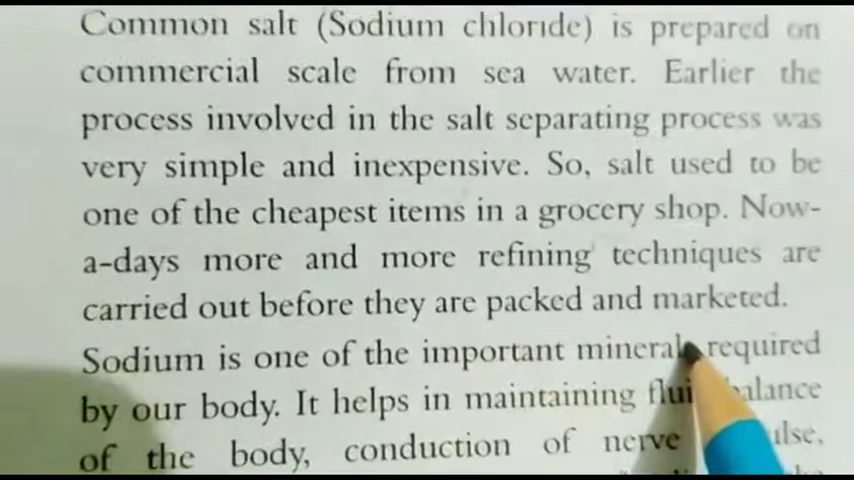 Common salt (Sodium chloride) is prepared on
commercial scale from sea water. Earlier the
process involved in the salt separating process was
very simple and inexpensive. So, salt used to be
one of the cheapest items in a grocery shop. Now-
a-days more and more refining techniques are
carried out before they are packed and marketed.
Sodium is one of the important minerals required
by our body. It helps in maintaining fluid balance
of the body, conduction of nerve